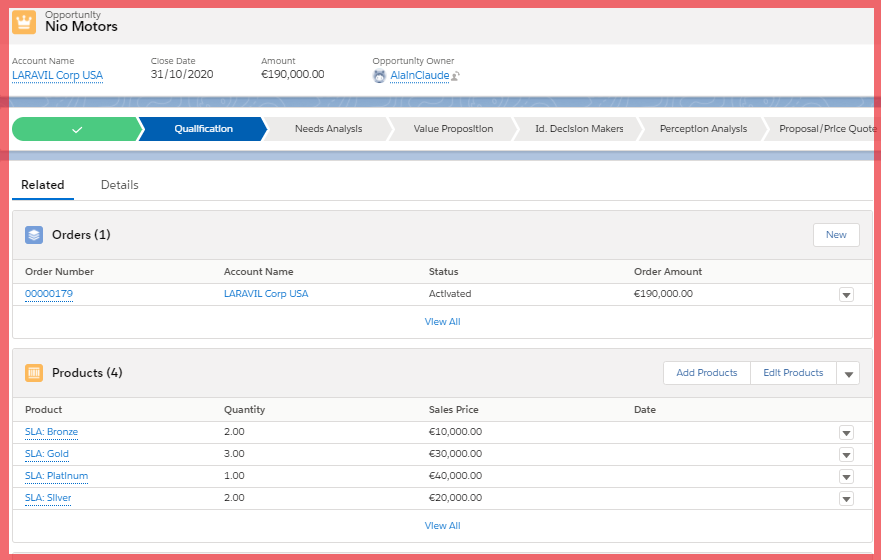 Opportunity
Nio Motors
Account Name Close Date Amount Opportunity Owner
LARAVIL Corp USA 31/10/2020 €190,000.00 AlainClaude
Qualification Needs Analysis Value Proposition Id. Decision Makers Perception Analysis Proposal/Price Quote
Related Details
Orders (1) New
Order Number Account Name Status Order Amount
00000179 LARAVIL Corp USA Activated €190,000.00
View All
Products (4) Add Products Edit Products
Product Quantity Sales Price Date
SLA: Bronze 2.00 €10,000.00
SLA: Gold 3.00 €30,000.00
SLA: Platinum 1.00 €40,000.00
SLA: Silver 2.00 €20,000.00
View All